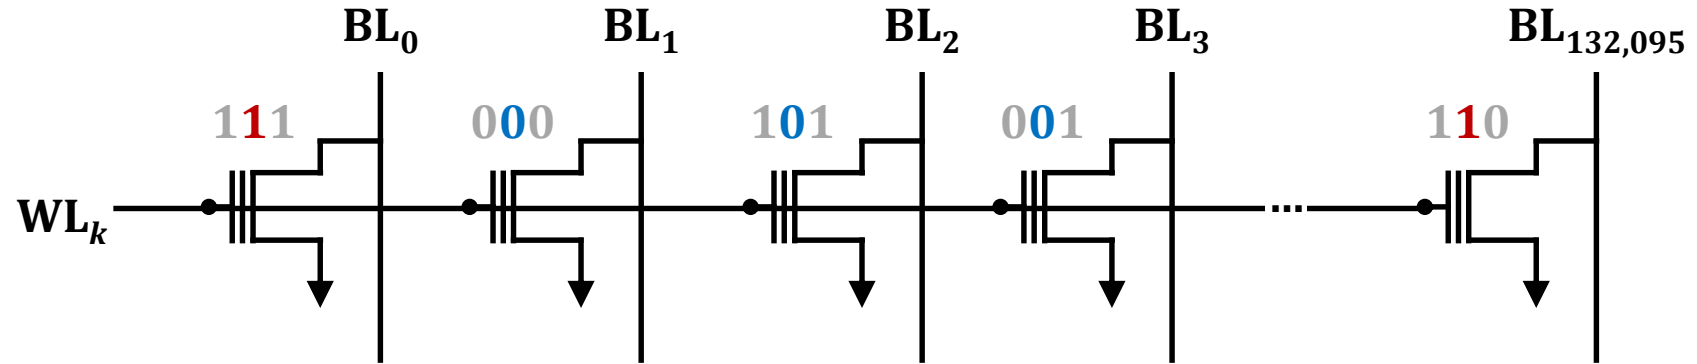 BL₀ BL₁ BL₂ BL₃ BL₁₃₂,₀₉₅
111 000 101 001 110
WLₖ ...